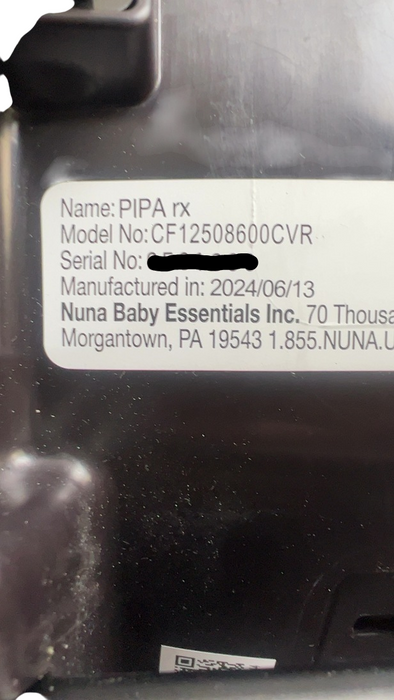 Name: PIPA rx
Model No: CF12508600CVR
Serial No:
Manufactured in: 2024/06/13
Nuna Baby Essentials Inc. 70 Thousa
Morgantown, PA 19543 1.855.NUNA.U